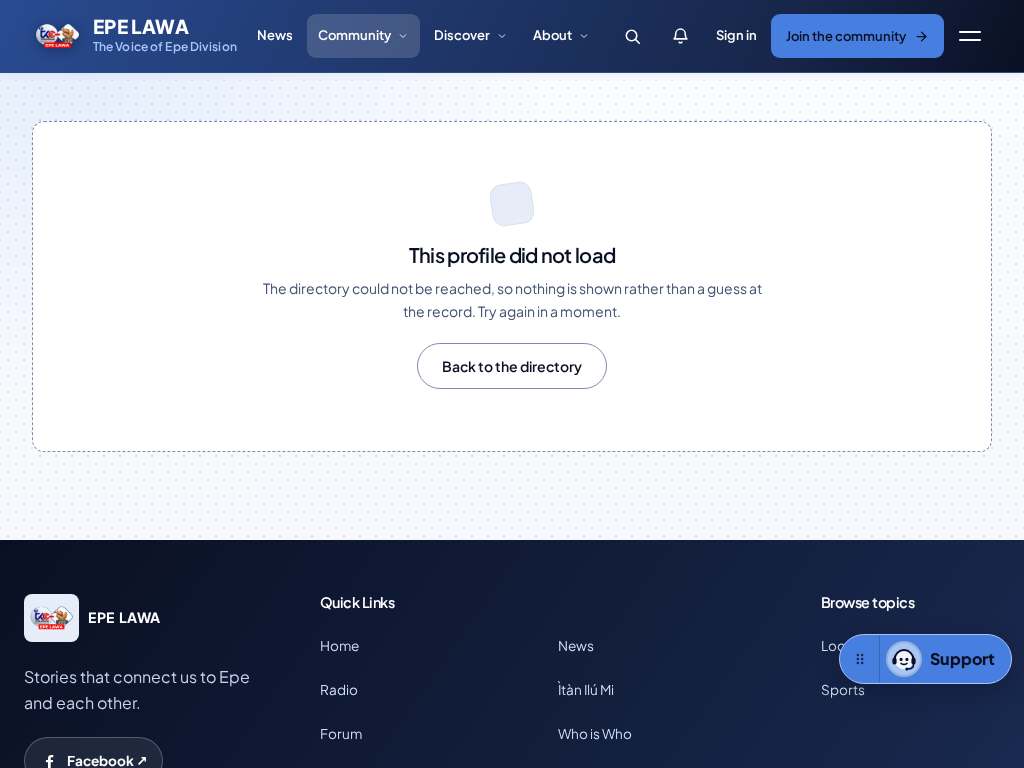 EPE LAWA
The Voice of Epe Division
News
Community
Discover
About
Sign in
Join the community
This profile did not load
The directory could not be reached, so nothing is shown rather than a guess at
the record. Try again in a moment.
Back to the directory
EPE LAWA
EPE LAWA
Stories that connect us to Epe
and each other.
Facebook ↗
Quick Links
Home
News
Radio
Ìtàn Ilú Mi
Forum
Who is Who
Browse topics
Sports
Support